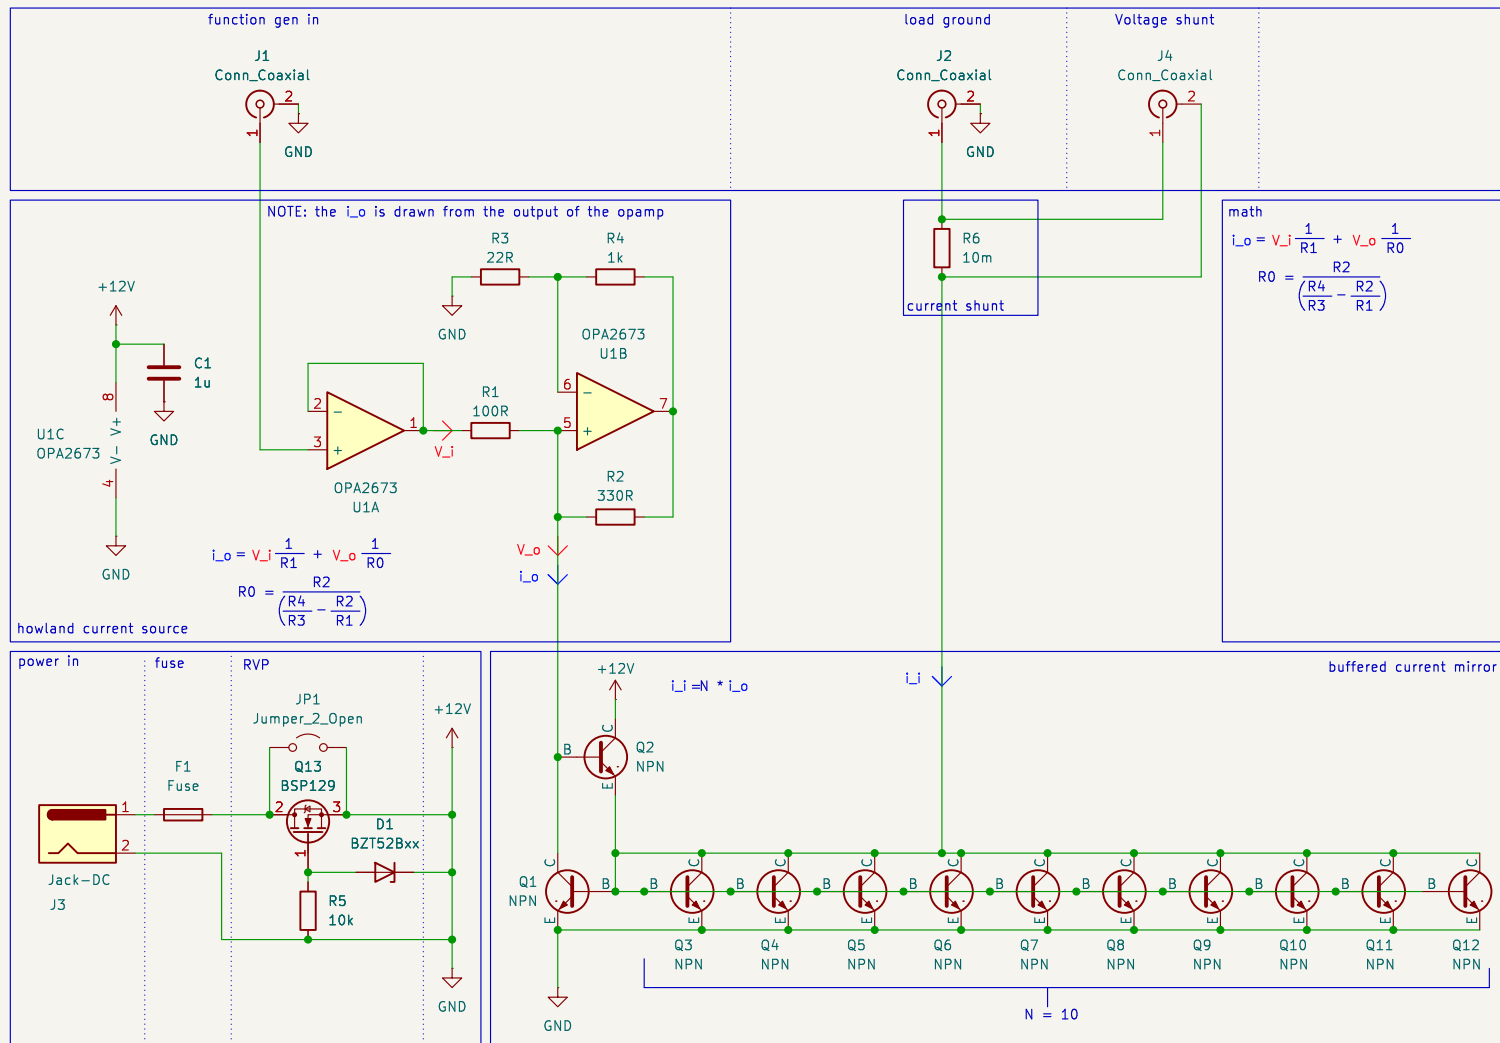 function gen in
load ground
Voltage shunt
J1
Conn_Coaxial
2
1
GND
J2
Conn_Coaxial
2
1
GND
J4
Conn_Coaxial
2
1
NOTE: the i_o is drawn from the output of the opamp
R3
22R
R4
1k
GND
+12V
C1
1u
GND
8
V+
V-
4
U1C
OPA2673
GND
2
3
1
OPA2673
U1A
R1
100R
V_i
OPA2673
U1B
6
5
7
R2
330R
V_o
i_o
i_o = V_i 1/R1 + V_o 1/R0
R0 = R2/(R4/R3 - R2/R1)
howland current source
R6
10m
current shunt
math
i_o = V_i 1/R1 + V_o 1/R0
R0 = R2/(R4/R3 - R2/R1)
power in
fuse
RVP
JP1
Jumper_2_Open
+12V
F1
Fuse
Q13
BSP129
2
3
1
D1
BZT52Bxx
1
2
Jack-DC
J3
R5
10k
GND
buffered current mirror
+12V
i_i=N * i_o
i_i
B
C
E
Q2
NPN
Q1
NPN
C
B
E
B C E
B C E
B C E
B C E
B C E
B C E
B C E
B C E
B C E
B C E
Q3 Q4 Q5 Q6 Q7 Q8 Q9 Q10 Q11 Q12
NPN NPN NPN NPN NPN NPN NPN NPN NPN NPN
N = 10
GND